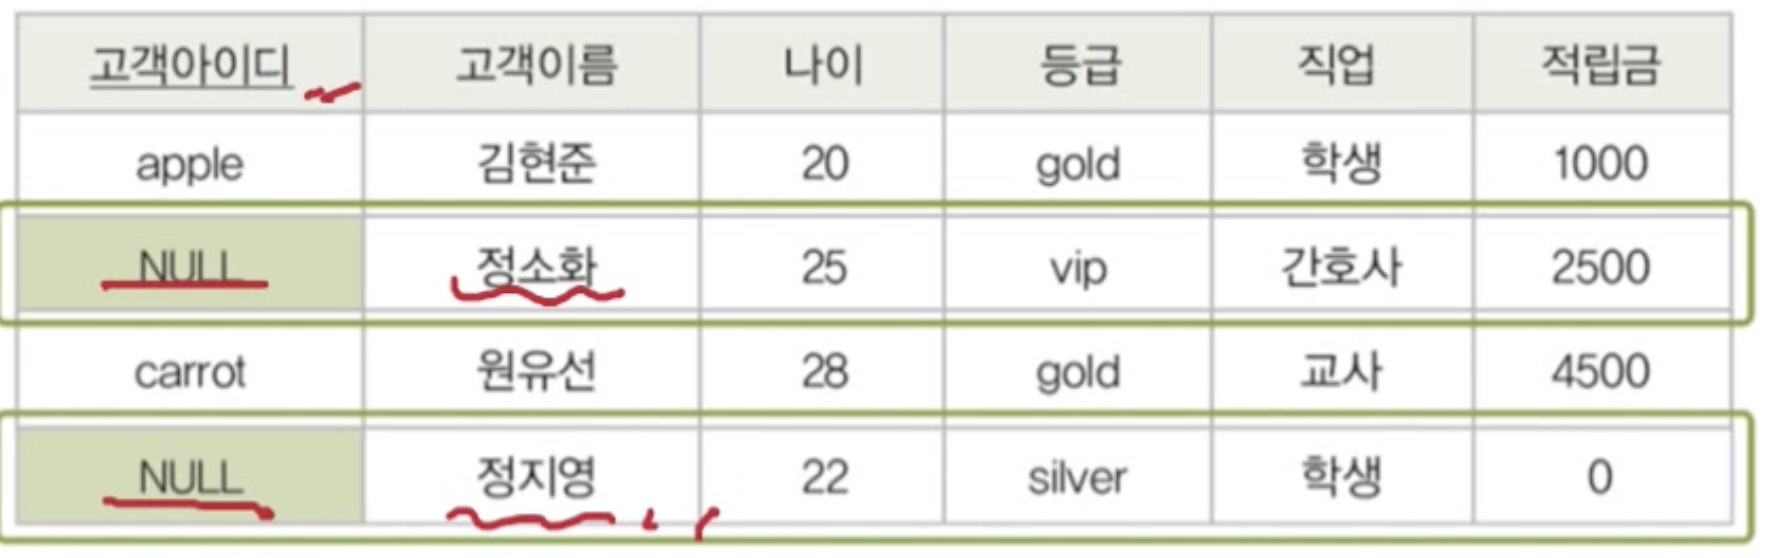 고객아이디 고객이름 나이 등급 직업 적립금
apple 김현준 20 gold 학생 1000
NULL 정소화 25 vip 간호사 2500
carrot 원유선 28 gold 교사 4500
NULL 정지영 22 silver 학생 0